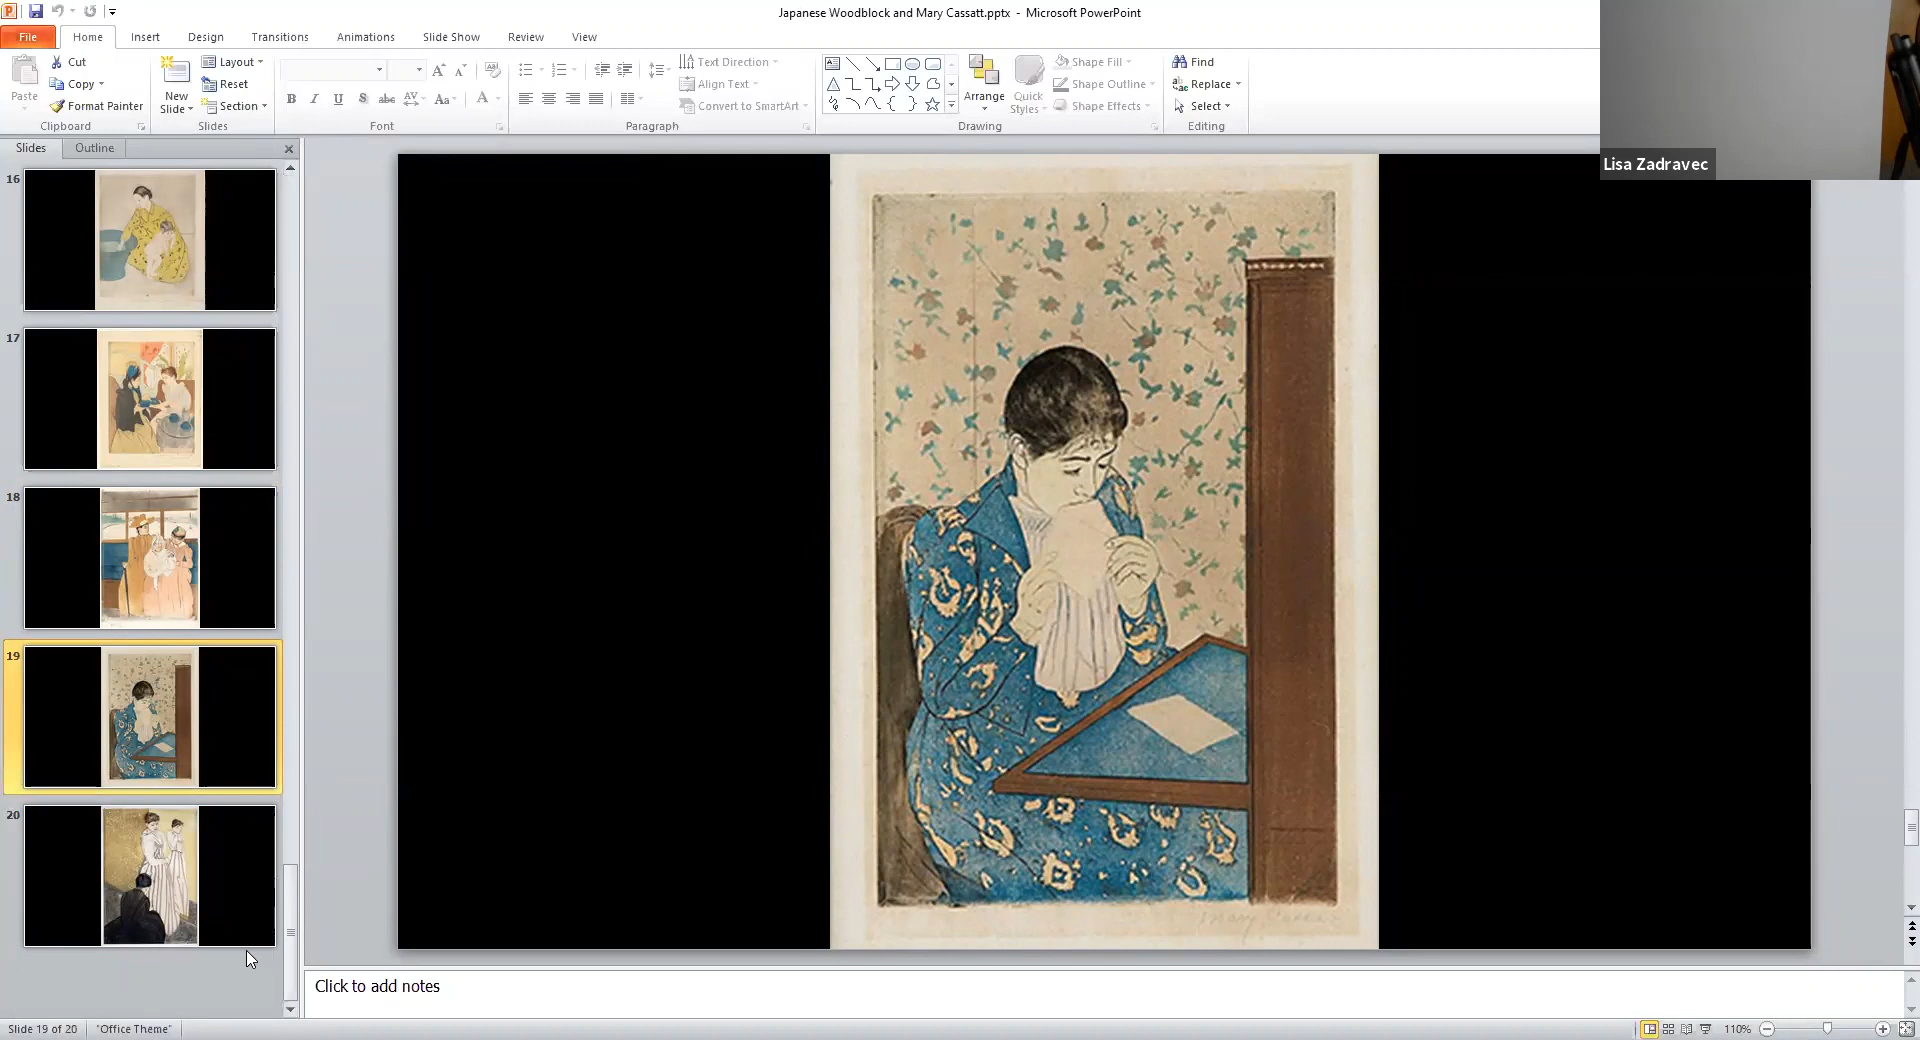 Japanese Woodblock and Mary Cassatt.pptx - Microsoft PowerPoint
File Home Insert Design Transitions Animations Slide Show Review View
Paste
Cut
Copy
Format Painter
Clipboard
New Slide
Layout
Reset
Section
Slides
B I U S abc AV Aa A
Font
Text Direction
Align Text
Convert to SmartArt
Paragraph
Arrange
Quick Styles
Shape Fill
Shape Outline
Shape Effects
Drawing
Find
Replace
Select
Editing
Lisa Zadravec
Slides Outline
16
17
18
19
20
Click to add notes
Slide 19 of 20 "Office Theme" 110%